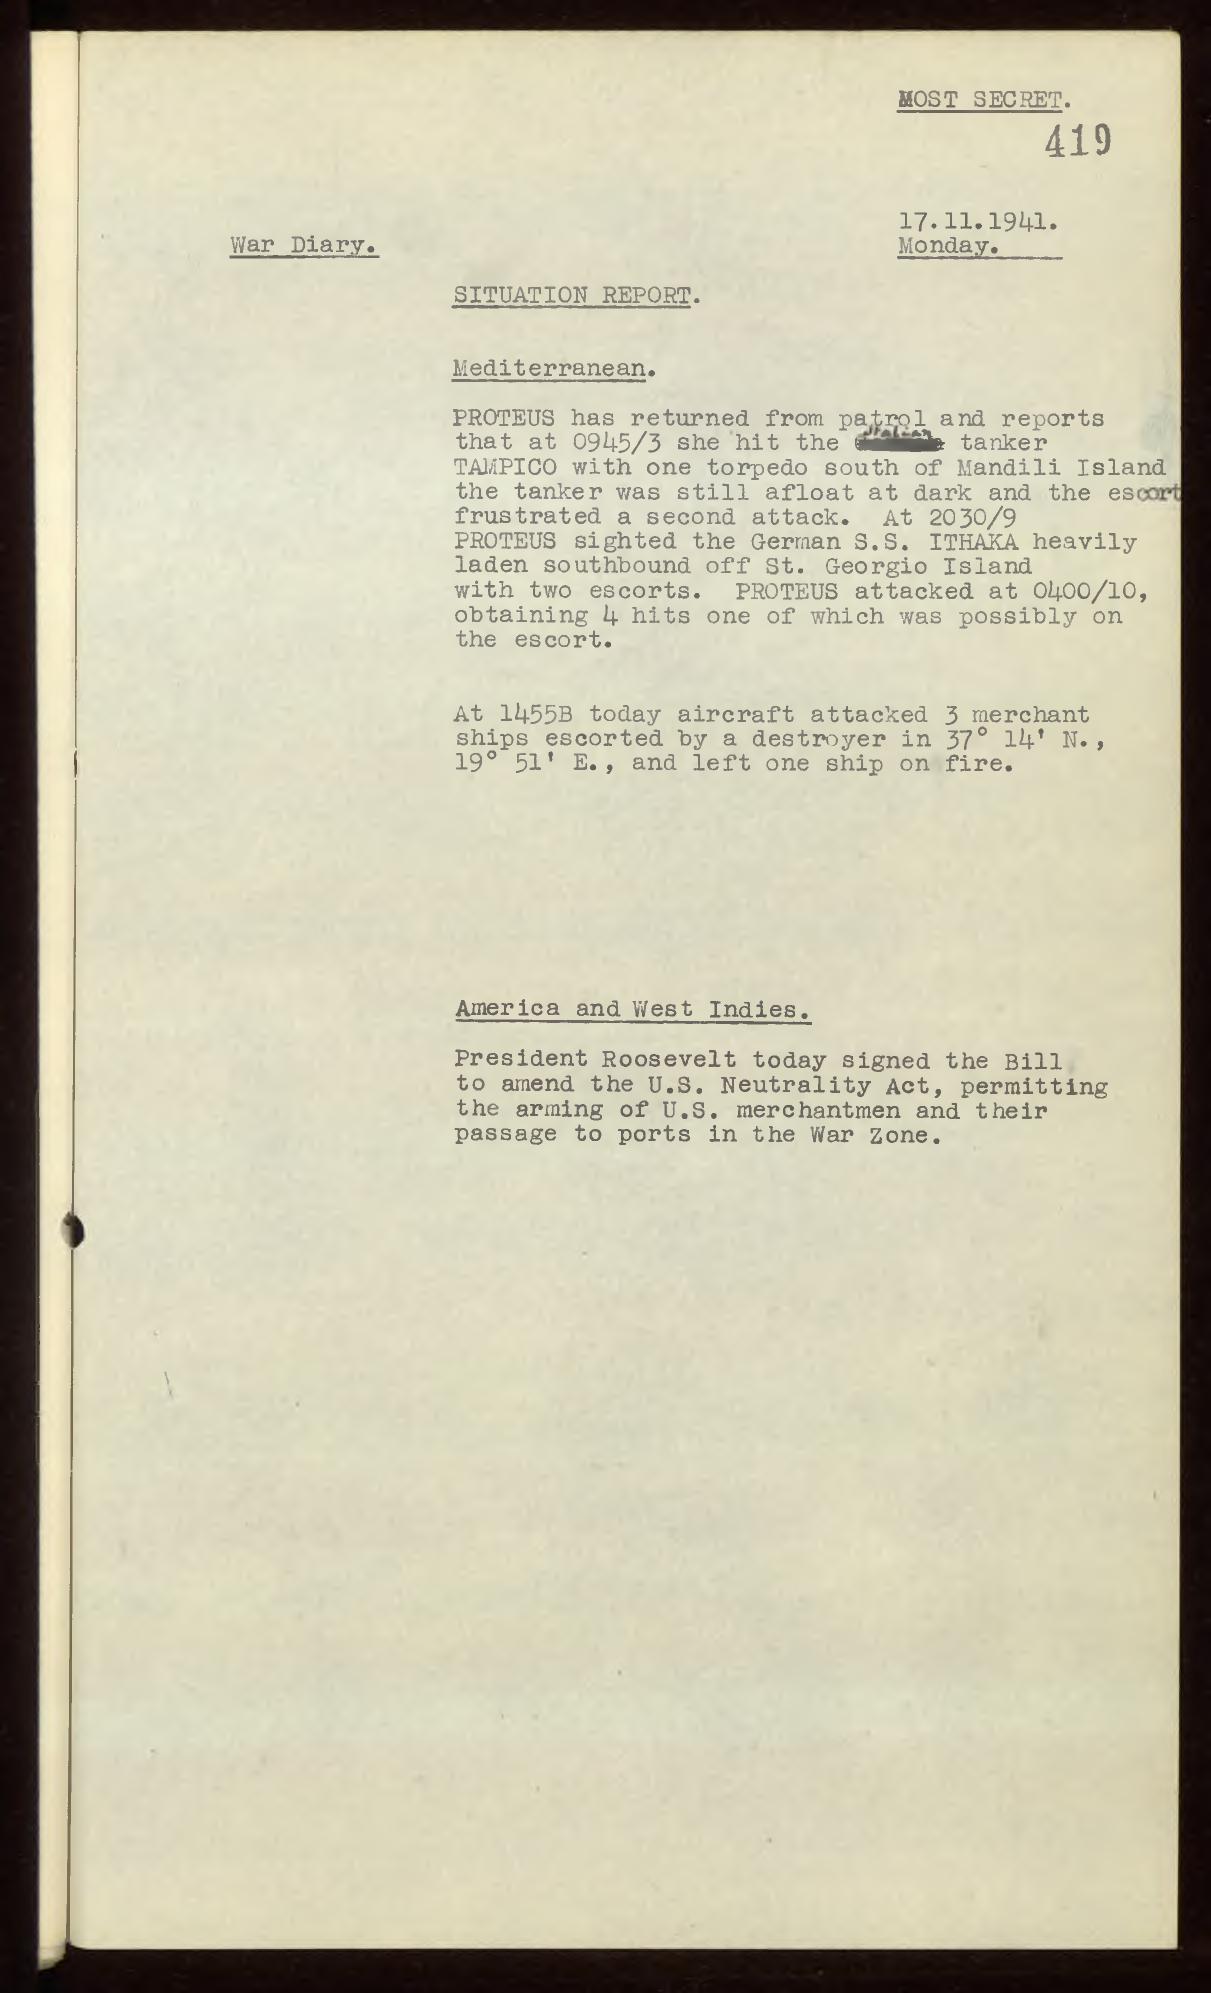 MOST SECRET.
419
17.11.1941.
War Diary.
Monday.
SITUATION REPORT.
Mediterranean.
PROTEUS has returned from patrol and reports
that at 0945/3 she hit the Italian tanker
TAMPICO with one torpedo south of Mandili Island
the tanker was still afloat at dark and the escort
frustrated a second attack. At 2030/9
PROTEUS sighted the German S.S. ITHAKA heavily
laden southbound off St. Georgio Island
with two escorts. PROTEUS attacked at 0400/10,
obtaining 4 hits one of which was possibly on
the escort.
At 1455B today aircraft attacked 3 merchant
ships escorted by a destroyer in 37° 14' N.,
19° 51' E., and left one ship on fire.
America and West Indies.
President Roosevelt today signed the Bill
to amend the U.S. Neutrality Act, permitting
the arming of U.S. merchantmen and their
passage to ports in the War Zone.